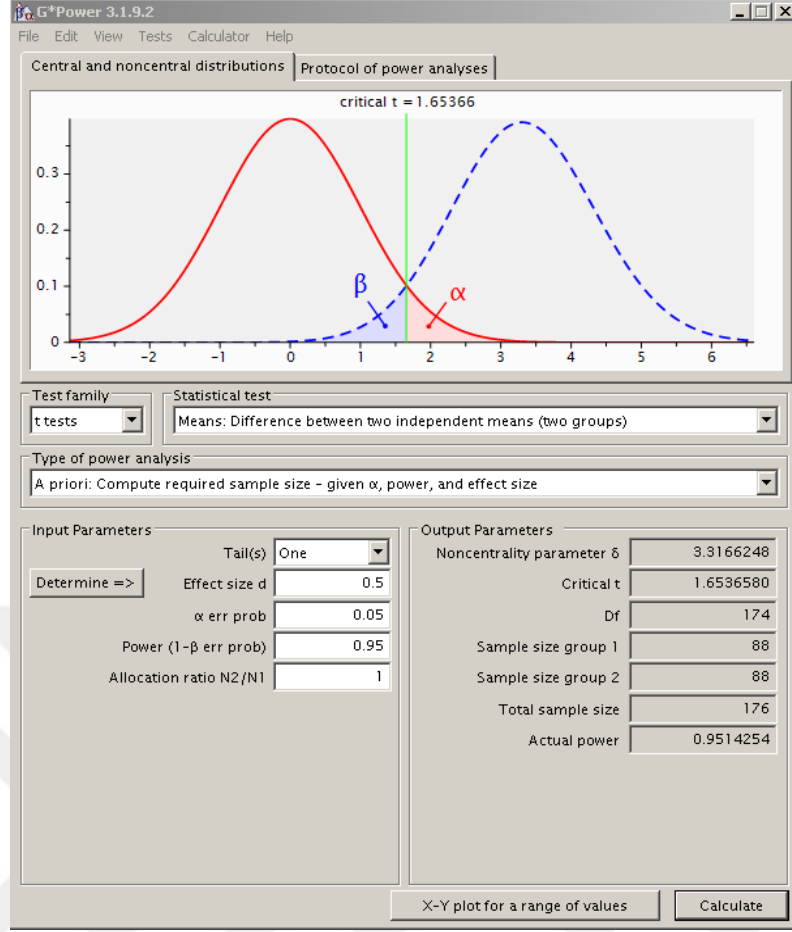 G*Power 3.1.9.2
File Edit View Tests Calculator Help
Central and noncentral distributions Protocol of power analyses
critical t = 1.65366
0.3
0.2
0.1
0
β
α
-3 -2 -1 0 1 2 3 4 5 6
Test family Statistical test
t tests Means: Difference between two independent means (two groups)
Type of power analysis
A priori: Compute required sample size – given α, power, and effect size
Input Parameters Output Parameters
Tail(s) One Noncentrality parameter δ 3.3166248
Determine => Effect size d 0.5 Critical t 1.6536580
α err prob 0.05 Df 174
Power (1-β err prob) 0.95 Sample size group 1 88
Allocation ratio N2/N1 1 Sample size group 2 88
Total sample size 176
Actual power 0.9514254
X-Y plot for a range of values Calculate